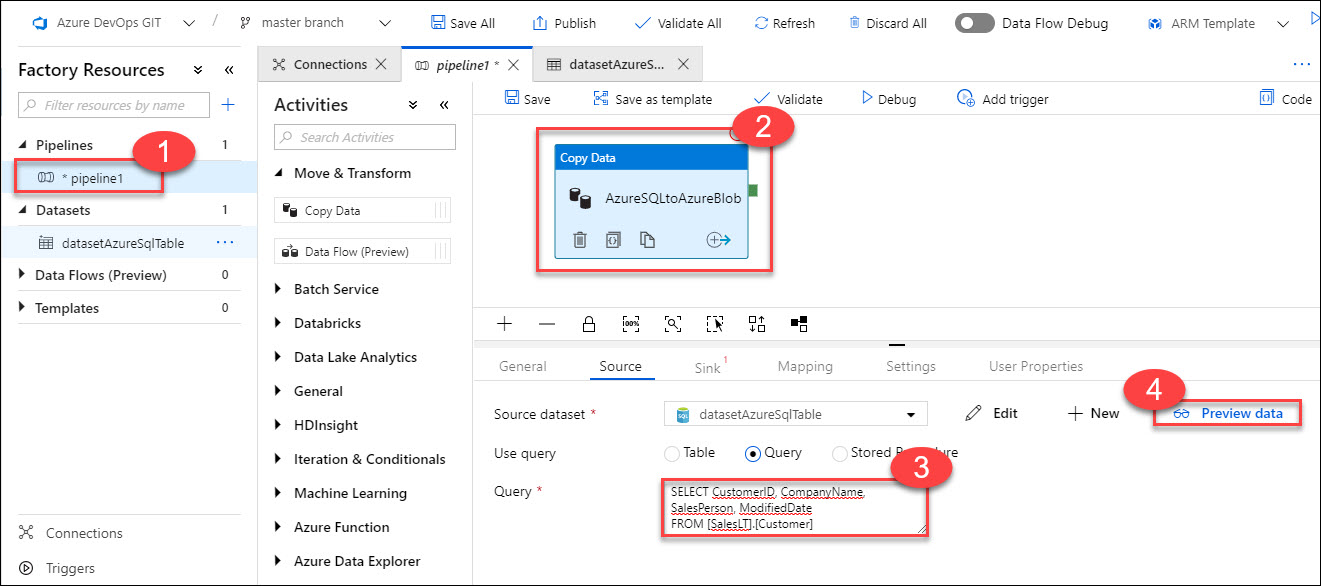 Azure DevOps GIT
master branch
Save All
Publish
Validate All
Refresh
Discard All
Data Flow Debug
ARM Template
Factory Resources
Filter resources by name
Pipelines 1
1
* pipeline1
Datasets 1
datasetAzureSqlTable
Data Flows (Preview) 0
Templates 0
Connections
Triggers
Connections
pipeline1 *
datasetAzureS...
Activities
Search Activities
Move & Transform
Copy Data
Data Flow (Preview)
Batch Service
Databricks
Data Lake Analytics
General
HDInsight
Iteration & Conditionals
Machine Learning
Azure Function
Azure Data Explorer
Save
Save as template
Validate
Debug
Add trigger
Code
2
Copy Data
AzureSQLtoAzureBlob
100%
General
Source
Sink 1
Mapping
Settings
User Properties
4
Source dataset *
datasetAzureSqlTable
Edit
New
Preview data
Use query
Table
Query
Stored
3
Query *
SELECT CustomerID, CompanyName,
SalesPerson, ModifiedDate
FROM [SalesLT].[Customer]